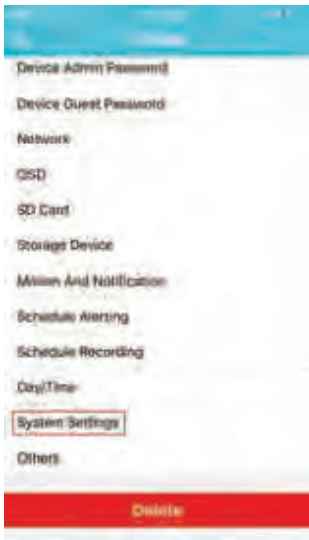 Device Admin Password
Device Guest Password
Network
OSD
SD Card
Storage Device
Motion And Notification
Schedule Alerting
Schedule Recording
Day/Time
System Settings
Others
Delete